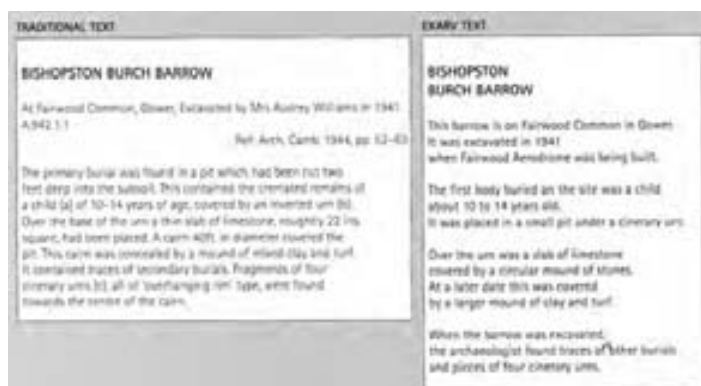 TRADITIONAL TEXT
BISHOPSTON BURCH BARROW
At Fairwood Common, Gower, Excavated by Mrs Audrey Williams in 1941
A.942.1.1
Ref: Arch. Camb. 1944, pp. 52-63
The primary burial was found in a pit which had been cut two
feet deep into the subsoil. This contained the cremated remains of
a child [a] of 10-14 years of age, covered by an inverted urn [b].
Over the base of the urn a thin slab of limestone, roughly 22 ins
square, had been placed. A cairn 40ft. in diameter covered the
pit. This cairn was concealed by a mound of mixed clay and turf.
It contained traces of secondary burials. Fragments of four
cinerary urns [c], all of 'overhanging rim' type, were found
towards the centre of the cairn.
EKARV TEXT
BISHOPSTON
BURCH BARROW
This barrow is on Fairwood Common in Gower.
It was excavated in 1941
when Fairwood Aerodrome was being built.
The first body buried on the site was a child
about 10 to 14 years old.
It was placed in a small pit under a cinerary urn.
Over the urn was a slab of limestone
covered by a circular mound of stones.
At a later date this was covered
by a larger mound of clay and turf.
When the barrow was excavated,
the archaeologist found traces of other burials
and pieces of four cinerary urns.